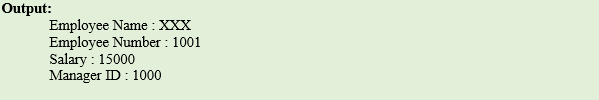 Output:
Employee Name : XXX
Employee Number : 1001
Salary : 15000
Manager ID : 1000